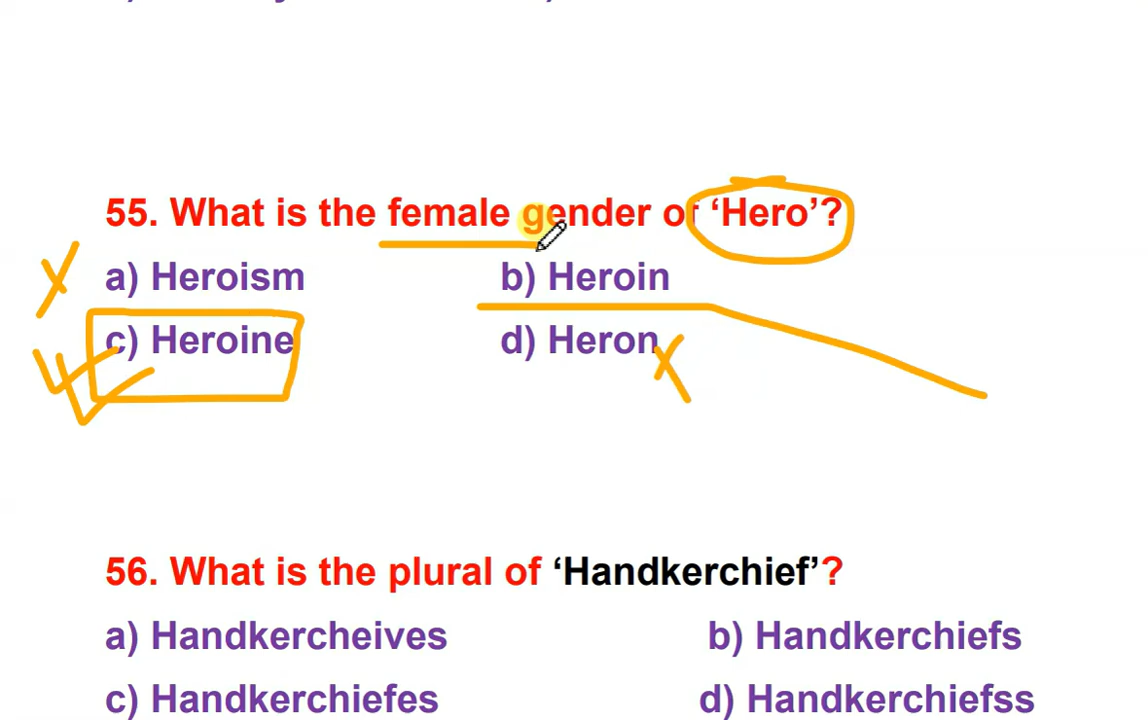 55. What is the female gender of ‘Hero’?
a) Heroism b) Heroin
c) Heroine d) Heron
56. What is the plural of ‘Handkerchief’?
a) Handkercheives b) Handkerchiefs
c) Handkerchiefes d) Handkerchiefss